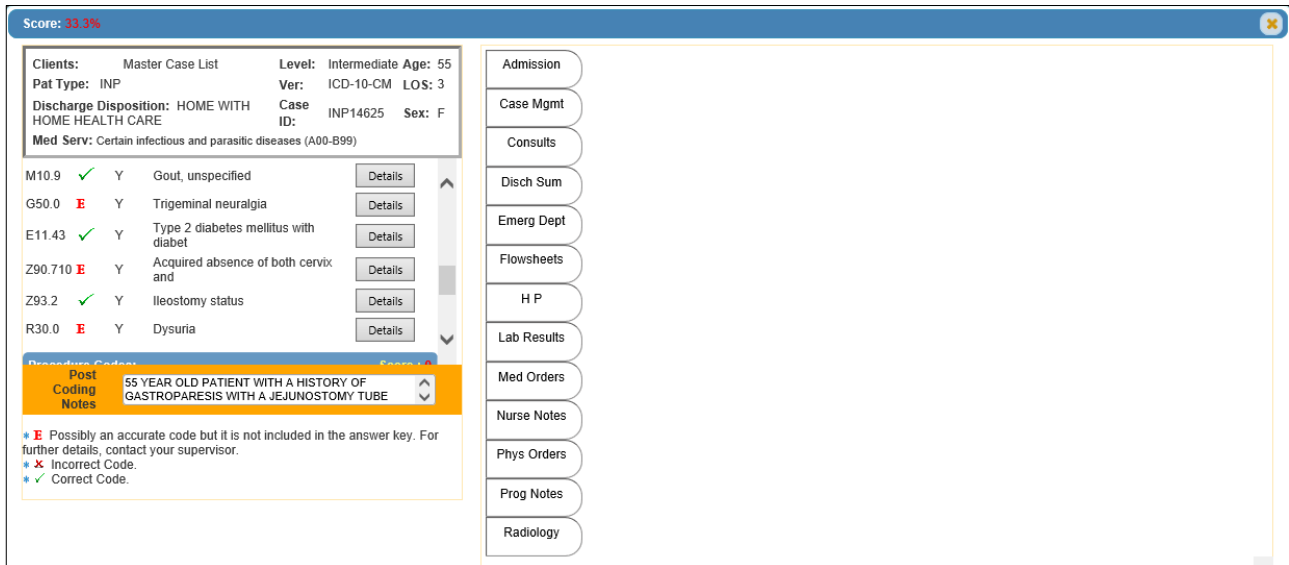 Score: 33.3%
Clients: Master Case List Level: Intermediate Age: 55
Pat Type: INP Ver: ICD-10-CM LOS: 3
Discharge Disposition: HOME WITH HOME HEALTH CARE Case ID: INP14625 Sex: F
Med Serv: Certain infectious and parasitic diseases (A00-B99)
M10.9 ✓ Y Gout, unspecified Details
G50.0 E Y Trigeminal neuralgia Details
E11.43 ✓ Y Type 2 diabetes mellitus with diabet Details
Z90.710 E Y Acquired absence of both cervix and Details
Z93.2 ✓ Y Ileostomy status Details
R30.0 E Y Dysuria Details
Procedure Codes: Score : 0
Post Coding Notes
55 YEAR OLD PATIENT WITH A HISTORY OF
GASTROPARESIS WITH A JEJUNOSTOMY TUBE
* E Possibly an accurate code but it is not included in the answer key. For
further details, contact your supervisor.
* x Incorrect Code.
* ✓ Correct Code.
Admission
Case Mgmt
Consults
Disch Sum
Emerg Dept
Flowsheets
H P
Lab Results
Med Orders
Nurse Notes
Phys Orders
Prog Notes
Radiology